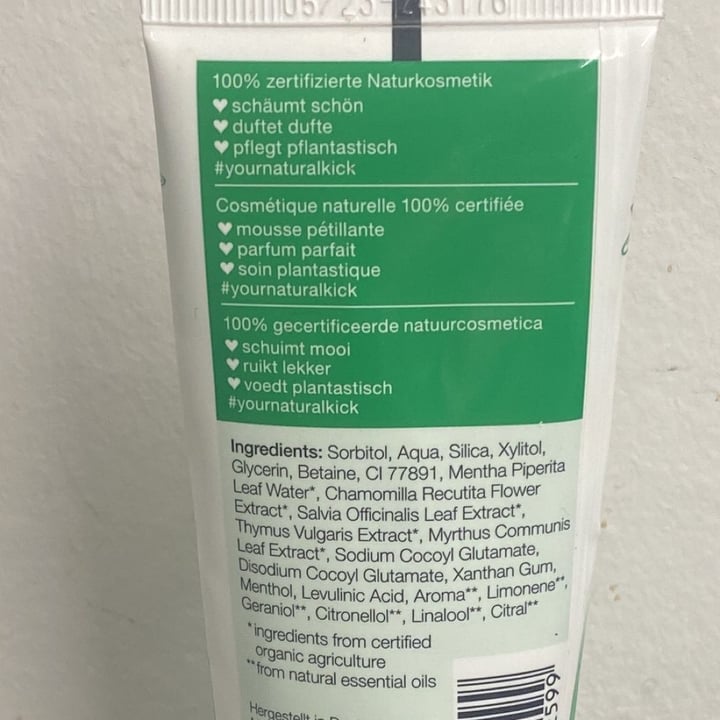 100% zertifizierte Naturkosmetik
♥ schäumt schön
♥ duftet dufte
♥ pflegt pflantastisch
#yournaturalkick
Cosmétique naturelle 100% certifiée
♥ mousse pétillante
♥ parfum parfait
♥ soin plantastique
#yournaturalkick
100% gecertificeerde natuurcosmetica
♥ schuimt mooi
♥ ruikt lekker
♥ voedt plantastisch
#yournaturalkick
Ingredients: Sorbitol, Aqua, Silica, Xylitol,
Glycerin, Betaine, CI 77891, Mentha Piperita
Leaf Water*, Chamomilla Recutita Flower
Extract*, Salvia Officinalis Leaf Extract*,
Thymus Vulgaris Extract*, Myrthus Communis
Leaf Extract*, Sodium Cocoyl Glutamate,
Disodium Cocoyl Glutamate, Xanthan Gum,
Menthol, Levulinic Acid, Aroma**, Limonene**,
Geraniol**, Citronellol**, Linalool**, Citral**
*ingredients from certified
organic agriculture
**from natural essential oils
Hergestellt in